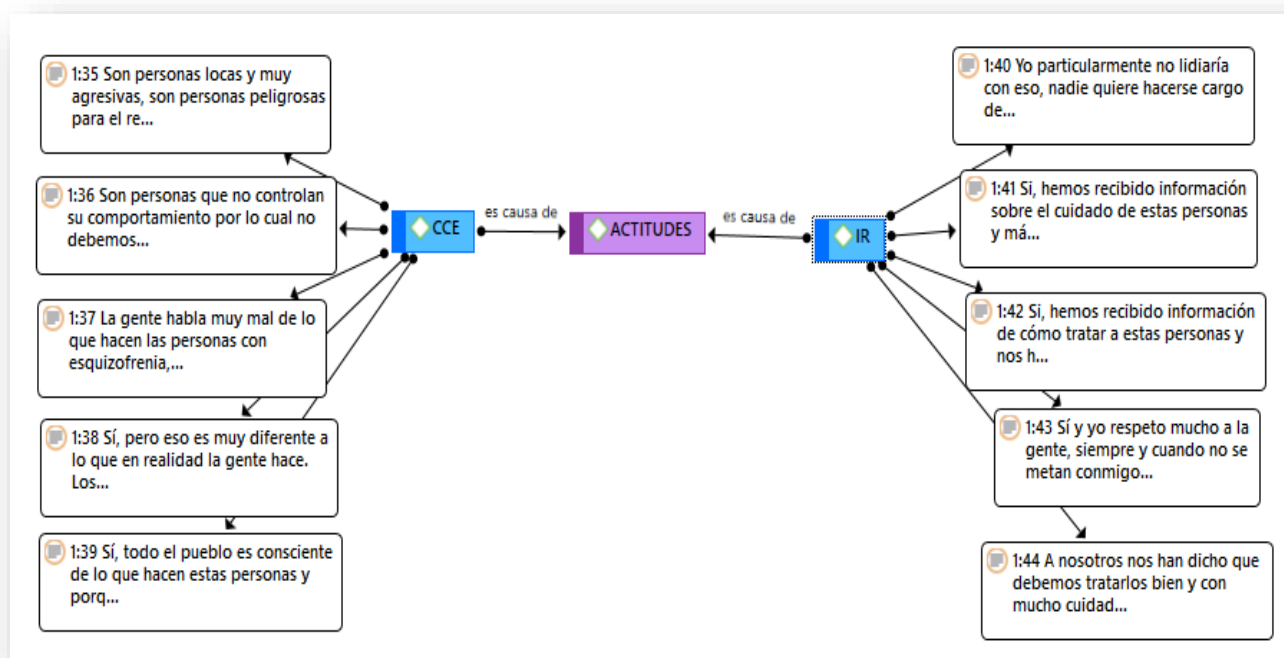 1:35 Son personas locas y muy
agresivas, son personas peligrosas
para el re...
1:36 Son personas que no controlan
su comportamiento por lo cual no
debemos...
1:37 La gente habla muy mal de lo
que hacen las personas con
esquizofrenia,...
1:38 Sí, pero eso es muy diferente a
lo que en realidad la gente hace.
Los...
1:39 Sí, todo el pueblo es consciente
de lo que hacen estas personas y
porq...
CCE
es causa de
ACTITUDES
es causa de
IR
1:40 Yo particularmente no lidiaría
con eso, nadie quiere hacerse cargo
de...
1:41 Si, hemos recibido información
sobre el cuidado de estas personas
y má...
1:42 Si, hemos recibido información
de cómo tratar a estas personas y
nos h...
1:43 Sí y yo respeto mucho a la
gente, siempre y cuando no se
metan conmigo...
1:44 A nosotros nos han dicho que
debemos tratarlos bien y con
mucho cuidad...